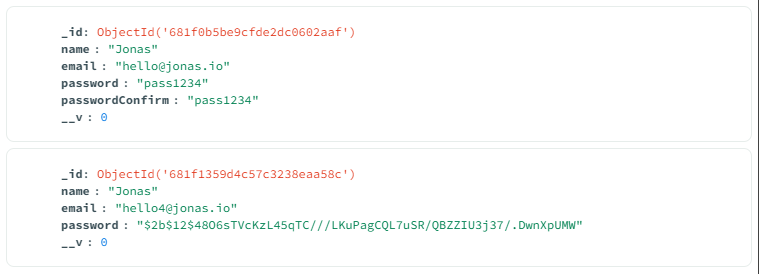 _id: ObjectId('681f0b5be9cfde2dc0602aaf')
name : "Jonas"
email : "hello@jonas.io"
password : "pass1234"
passwordConfirm : "pass1234"
__v : 0
_id: ObjectId('681f1359d4c57c3238eaa58c')
name : "Jonas"
email : "hello4@jonas.io"
password : "$2b$12$48O6sTVcKzL45qTC///LKuPagCQL7uSR/QBZZIU3j37/.DwnXpUMW"
__v : 0